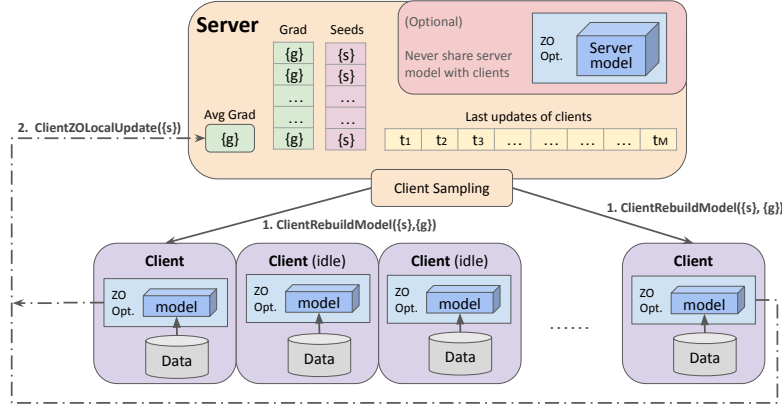 Server
Grad
Seeds
{g}
{s}
{g}
{s}
...
...
...
...
{g}
{s}
(Optional)
Never share server
model with clients
ZO
Opt.
Server
model
Avg Grad
{g}
2. ClientZOLocalUpdate({s})
Last updates of clients
t1
t2
t3
...
...
...
...
tM
Client Sampling
1. ClientRebuildModel({s},{g})
1. ClientRebuildModel({s}, {g})
Client
ZO
Opt.
model
Data
Client (idle)
ZO
Opt.
model
Data
Client (idle)
ZO
Opt.
model
Data
......
Client
ZO
Opt.
model
Data